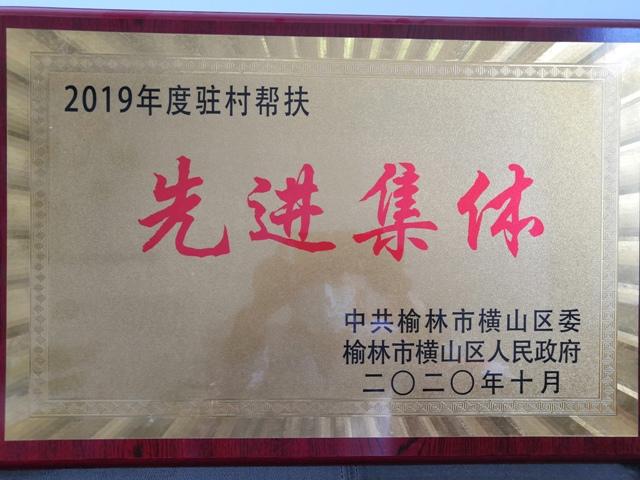 2019年度驻村帮扶
先进集体
中共榆林市横山区委
榆林市横山区人民政府
二〇二〇年十月